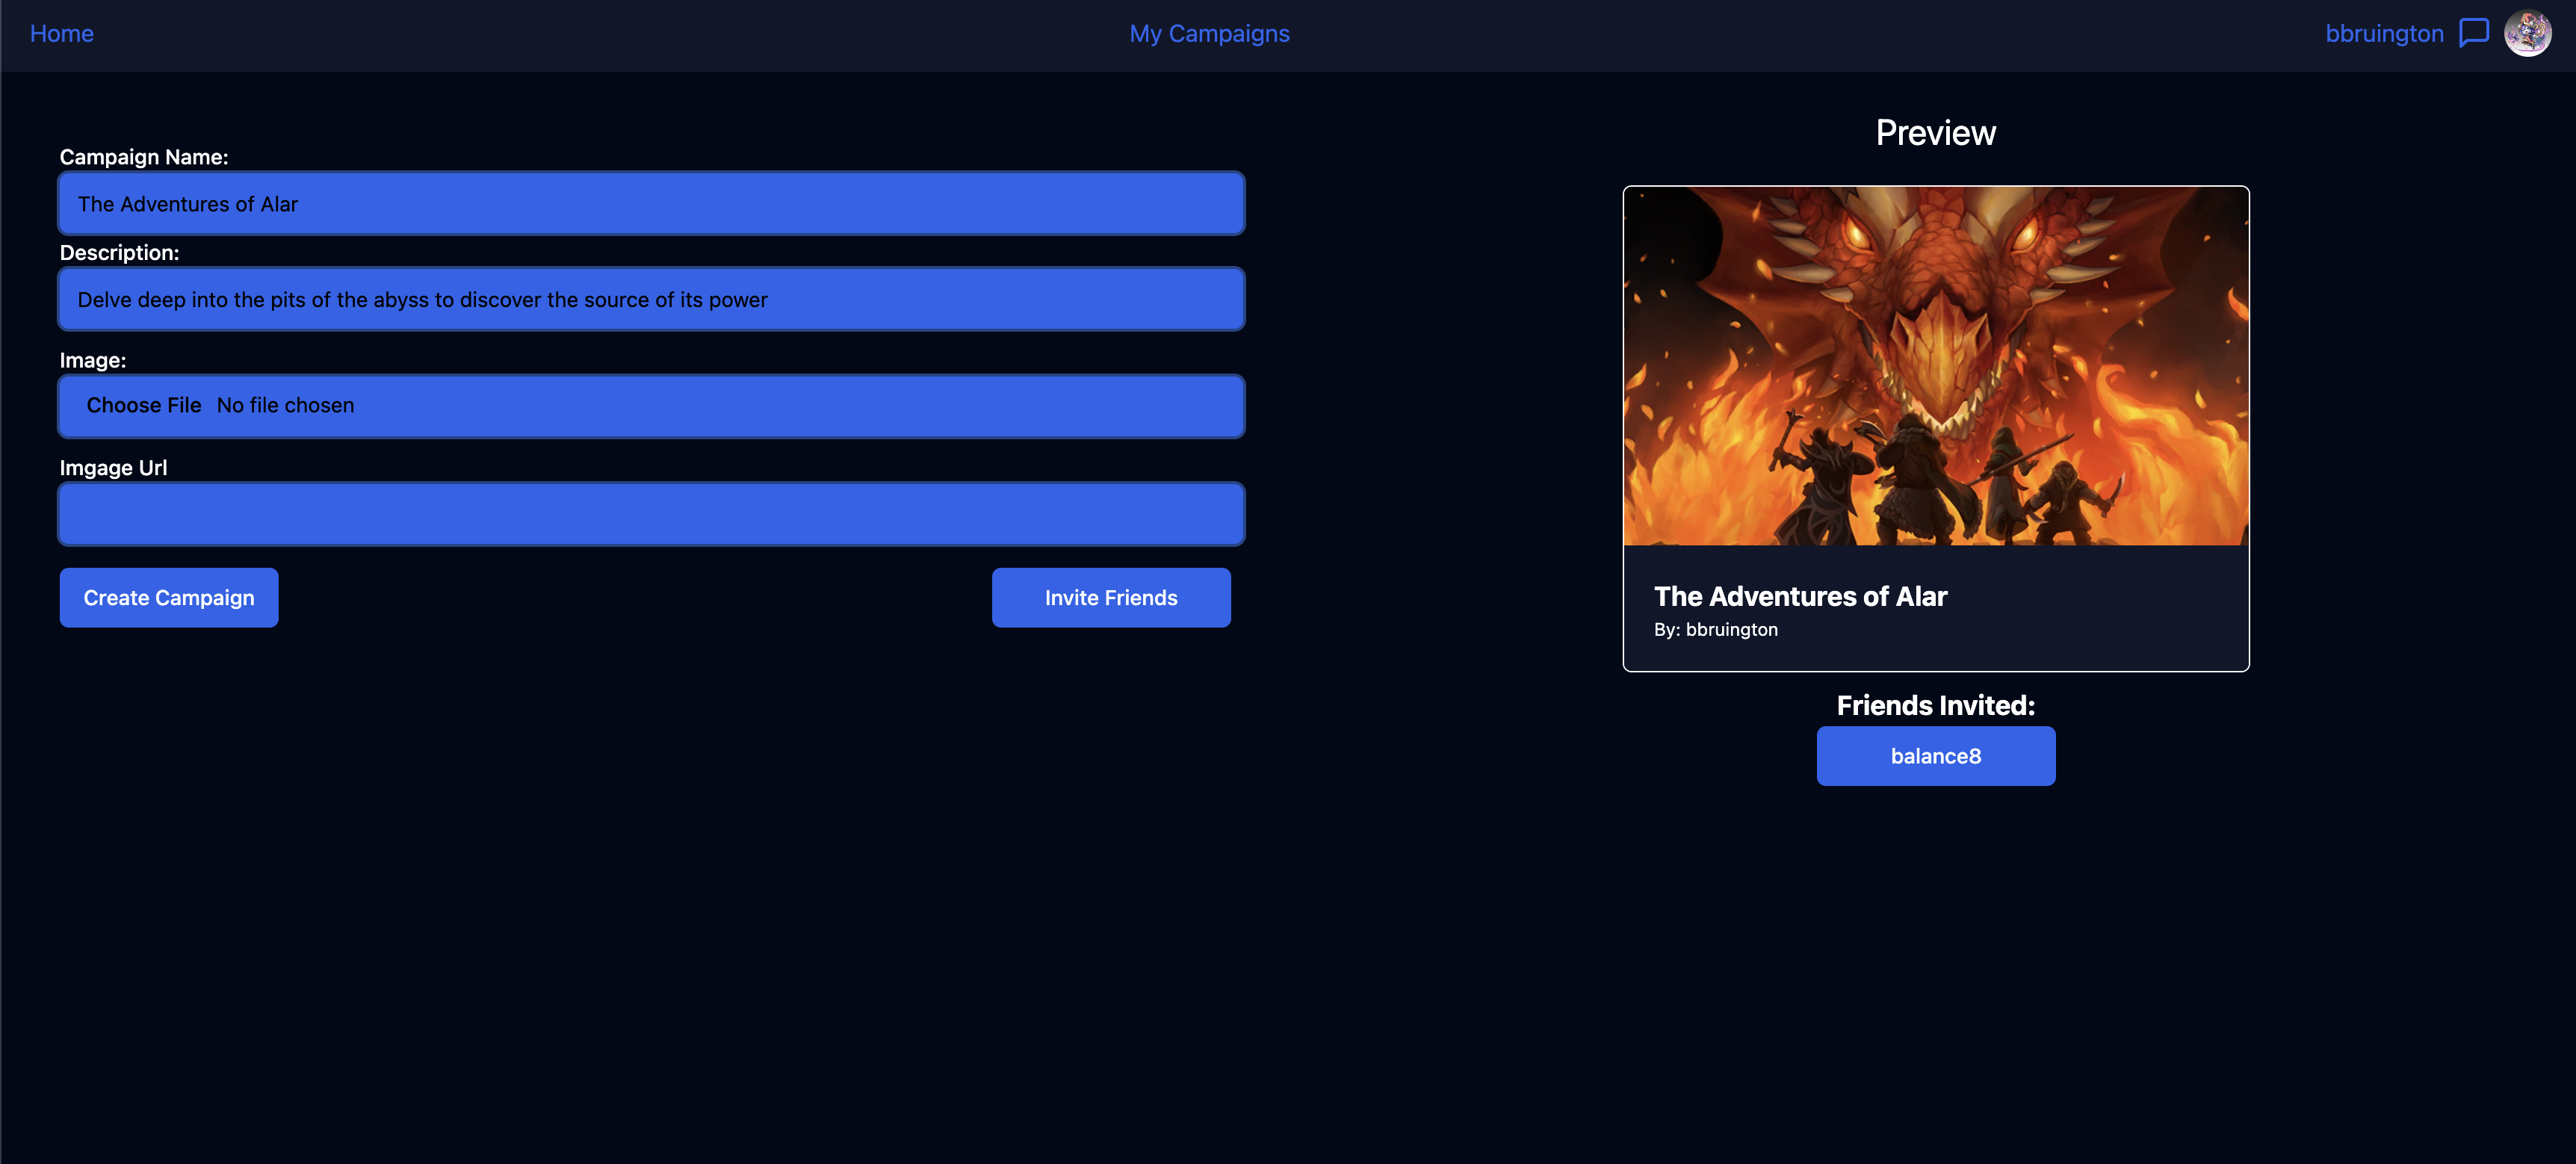 Home
My Campaigns
bbruington
Campaign Name:
The Adventures of Alar
Description:
Delve deep into the pits of the abyss to discover the source of its power
Image:
Choose File No file chosen
Imgage Url
Create Campaign
Invite Friends
Preview
The Adventures of Alar
By: bbruington
Friends Invited:
balance8